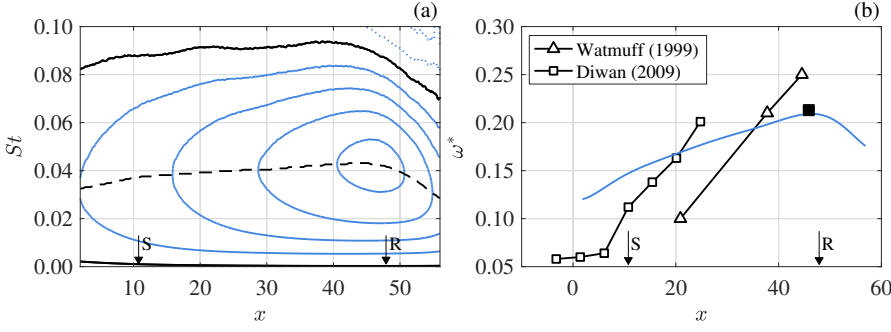 (a)
0.10
0.08
0.06
0.04
0.02
0.00
St
S
R
10 20 30 40 50
x
(b)
Watmuff (1999)
Diwan (2009)
0.30
0.25
0.20
0.15
0.10
0.05
ω*
S
R
0 20 40 60
x